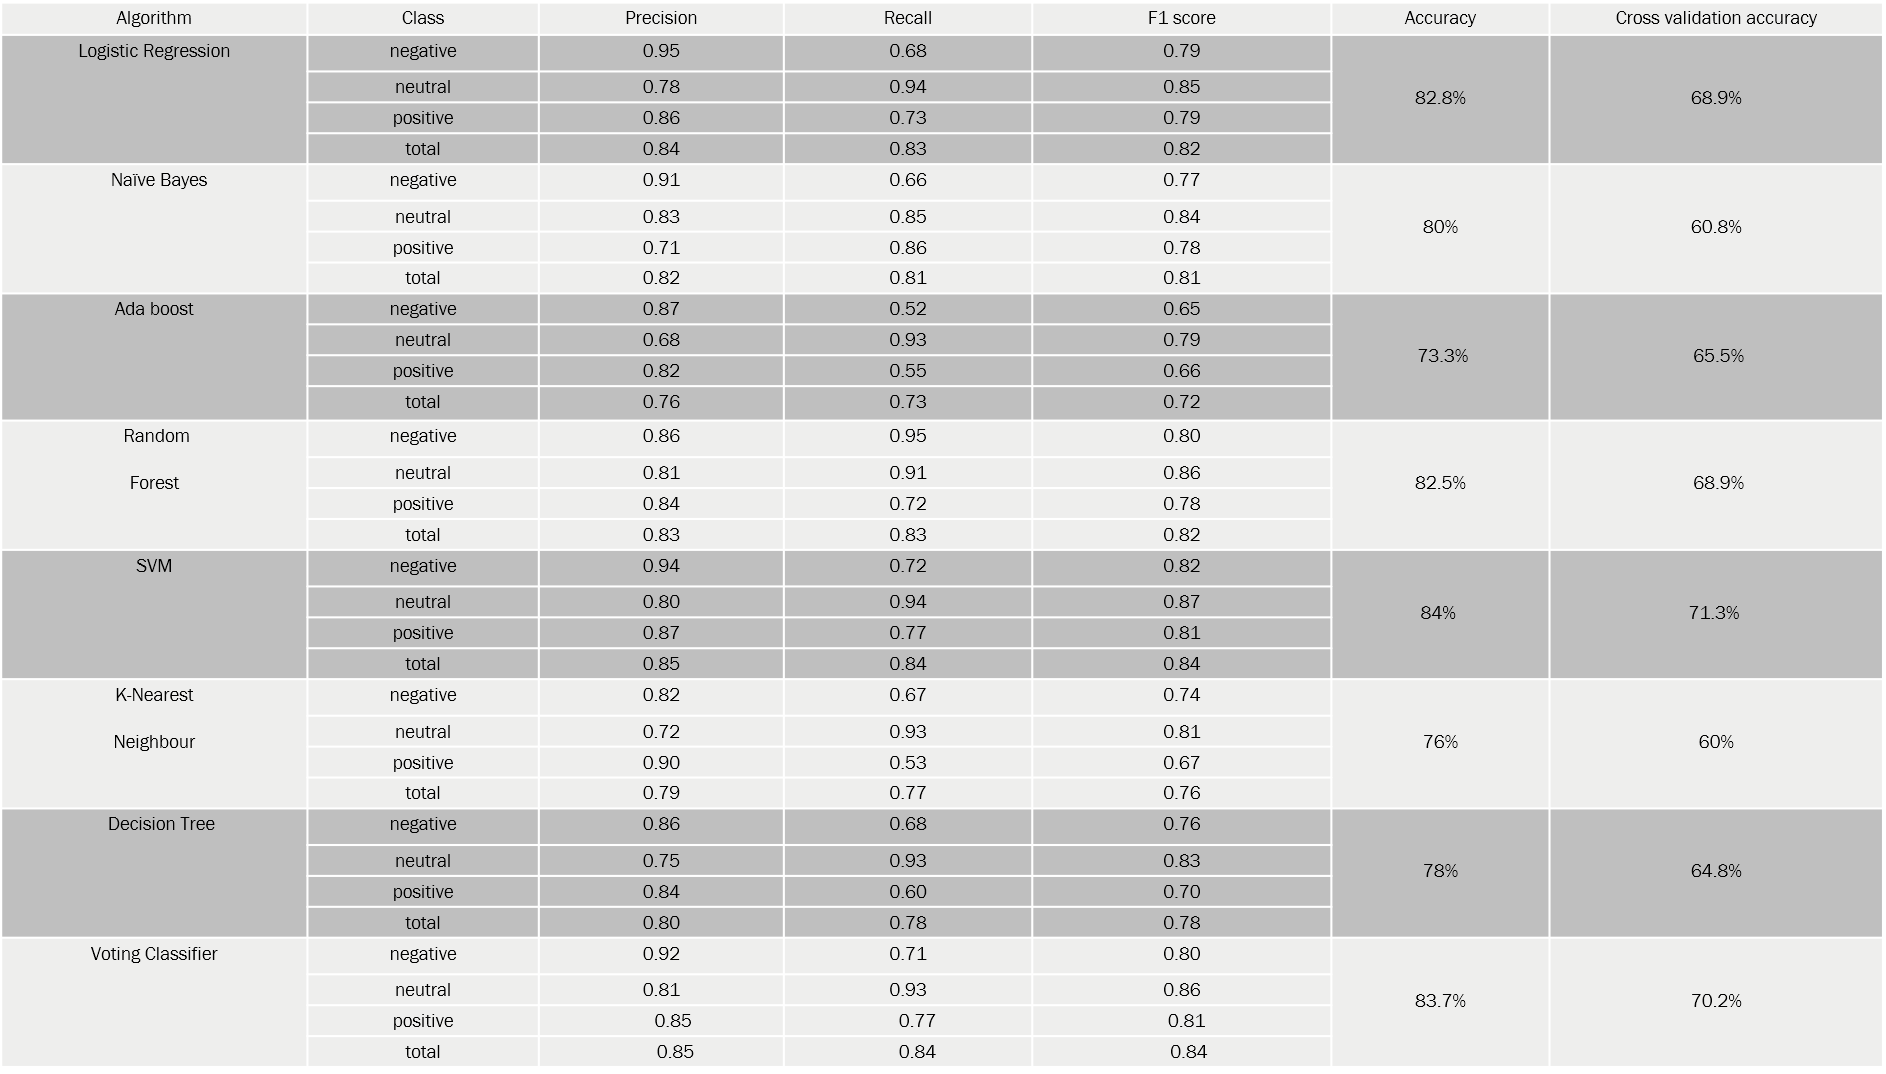 Algorithm Class Precision Recall F1 score Accuracy Cross validation accuracy
Logistic Regression negative 0.95 0.68 0.79
neutral 0.78 0.94 0.85
82.8% 68.9%
positive 0.86 0.73 0.79
total 0.84 0.83 0.82
Naïve Bayes negative 0.91 0.66 0.77
neutral 0.83 0.85 0.84
80% 60.8%
positive 0.71 0.86 0.78
total 0.82 0.81 0.81
Ada boost negative 0.87 0.52 0.65
neutral 0.68 0.93 0.79
73.3% 65.5%
positive 0.82 0.55 0.66
total 0.76 0.73 0.72
Random negative 0.86 0.95 0.80
neutral 0.81 0.91 0.86
Forest 82.5% 68.9%
positive 0.84 0.72 0.78
total 0.83 0.83 0.82
SVM negative 0.94 0.72 0.82
neutral 0.80 0.94 0.87
84% 71.3%
positive 0.87 0.77 0.81
total 0.85 0.84 0.84
K-Nearest negative 0.82 0.67 0.74
neutral 0.72 0.93 0.81
Neighbour 76% 60%
positive 0.90 0.53 0.67
total 0.79 0.77 0.76
Decision Tree negative 0.86 0.68 0.76
neutral 0.75 0.93 0.83
78% 64.8%
positive 0.84 0.60 0.70
total 0.80 0.78 0.78
Voting Classifier negative 0.92 0.71 0.80
neutral 0.81 0.93 0.86
83.7% 70.2%
positive 0.85 0.77 0.81
total 0.85 0.84 0.84